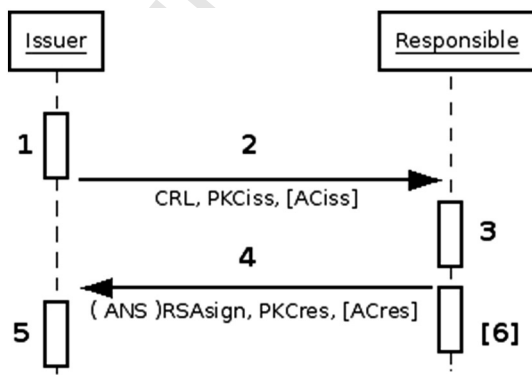 Issuer
Responsible
1
2
CRL, PKCiss, [ACiss]
3
4
( ANS )RSAsign, PKCres, [ACres]
5
[6]